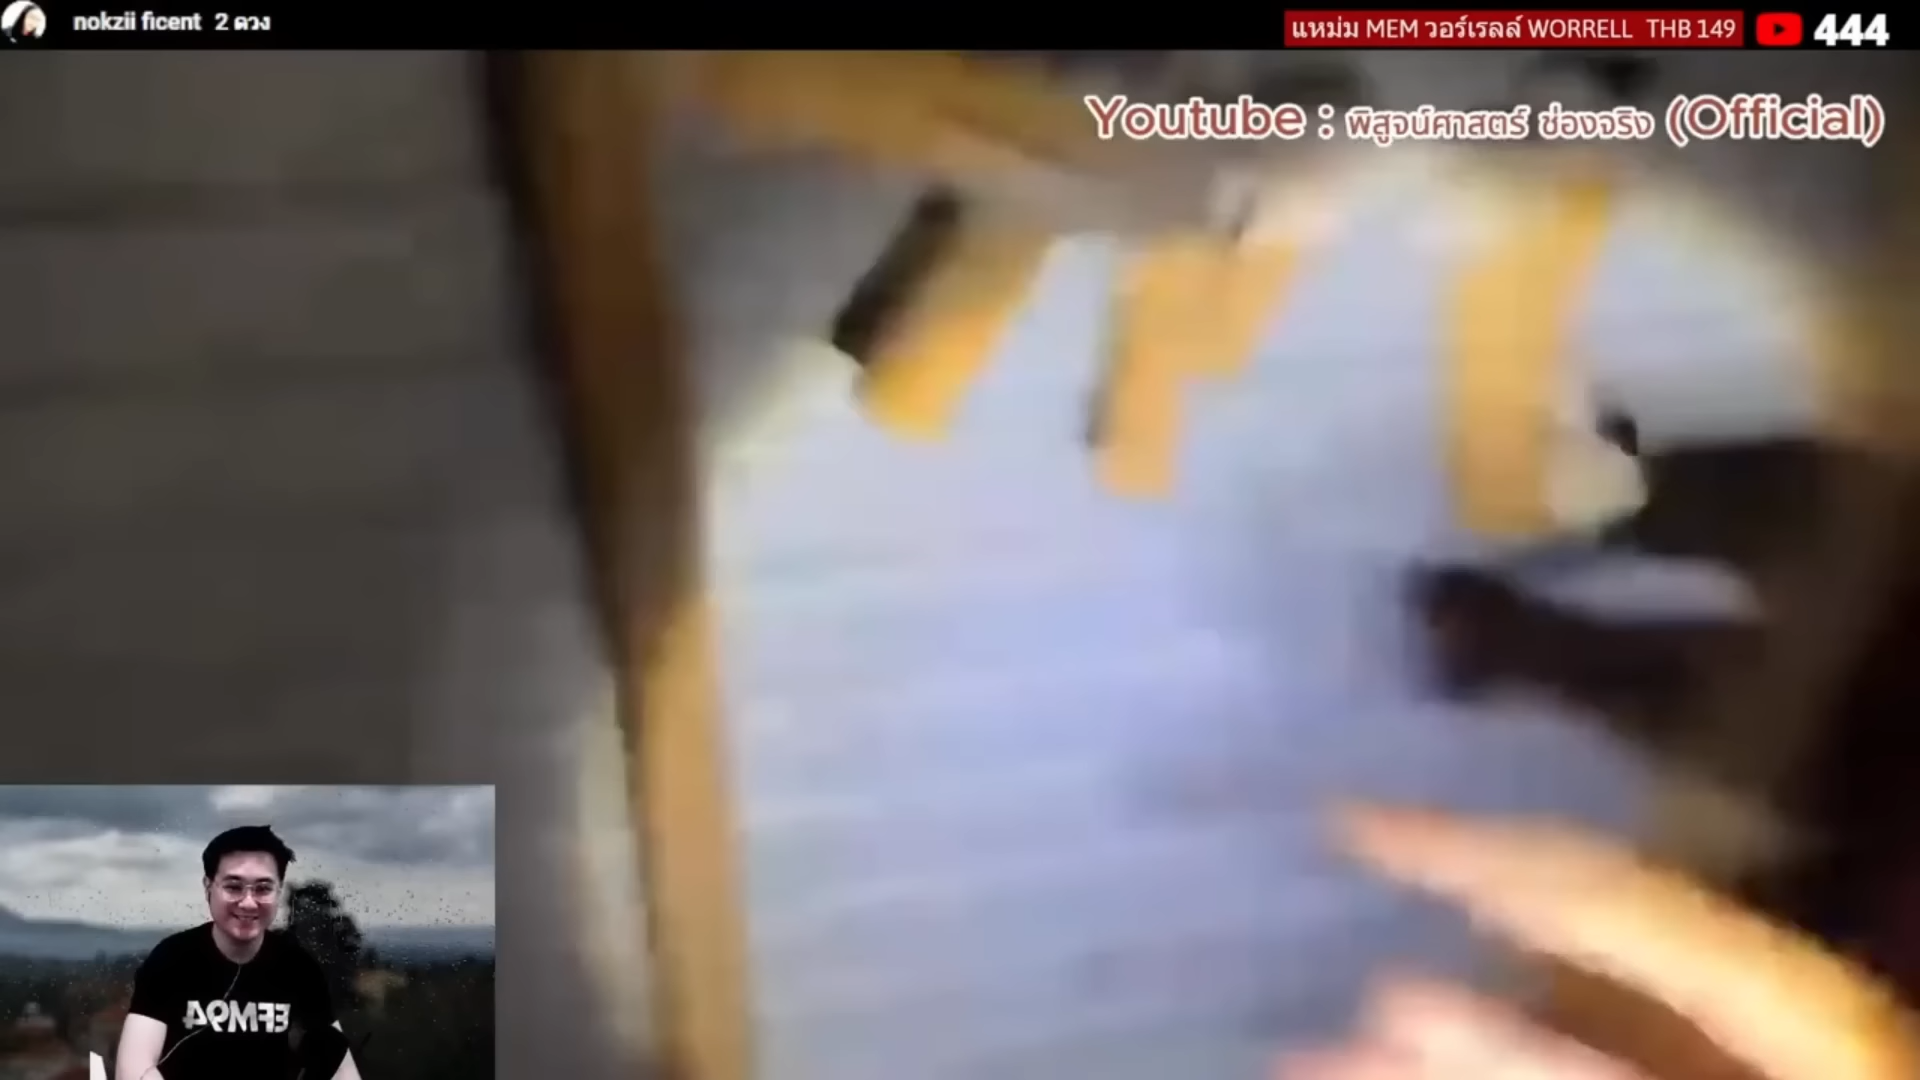 nokzii ficent 2 ดวง
แหม่ม MEM วอร์เรลล์ WORRELL THB 149
444
Youtube : พิสูจน์ศาสตร์ ช่องจริง (Official)
EFM94